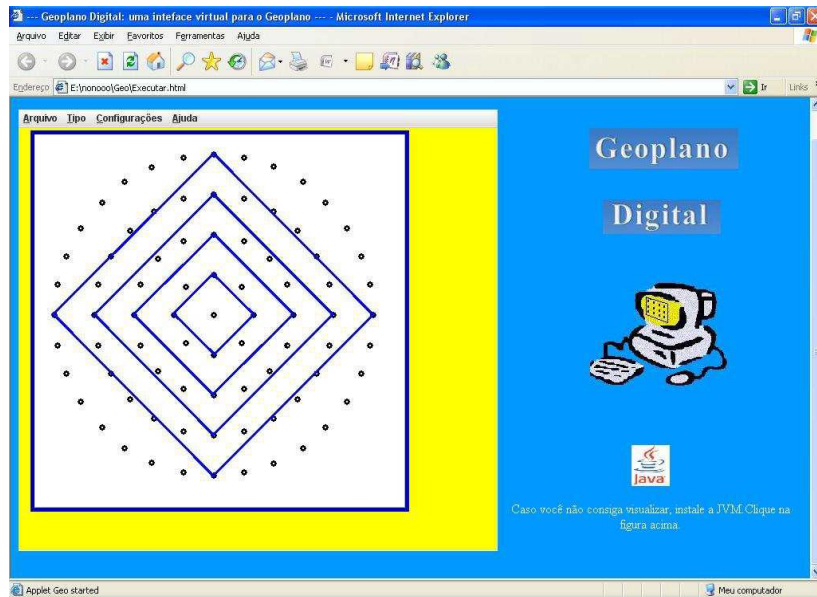 --- Geoplano Digital: uma inteface virtual para o Geoplano --- - Microsoft Internet Explorer
Arquivo Editar Exibir Favoritos Ferramentas Ajuda
Endereço E:\nonooo\Geo\Executar.html Ir Links
Arquivo Tipo Configurações Ajuda
Geoplano
Digital
Java
Caso você não consiga visualizar, instale a JVM.Clique na
figura acima.
Applet Geo started Meu computador